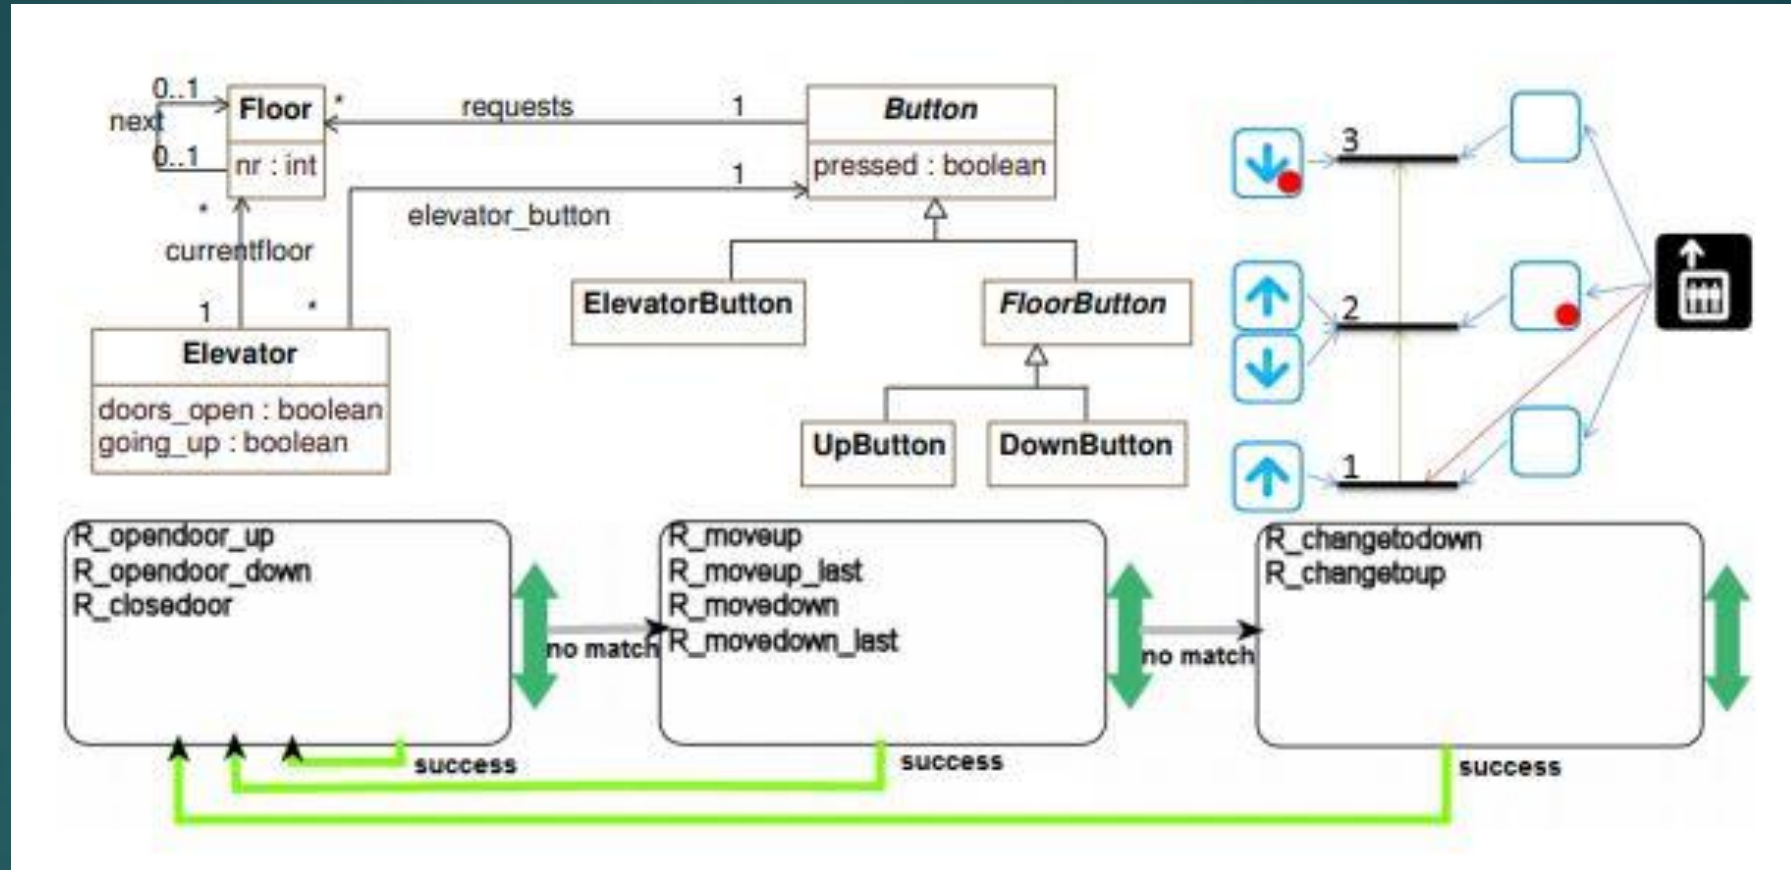 0..1
next
0..1
Floor
nr : int
*
requests
1
Button
pressed : boolean
*
currentfloor
1
*
elevator_button
1
Elevator
doors_open : boolean
going_up : boolean
ElevatorButton
FloorButton
UpButton
DownButton
3
2
1
R_opendoor_up
R_opendoor_down
R_closedoor
no match
success
R_moveup
R_moveup_last
R_movedown
R_movedown_last
no match
success
R_changetodown
R_changetoup
success